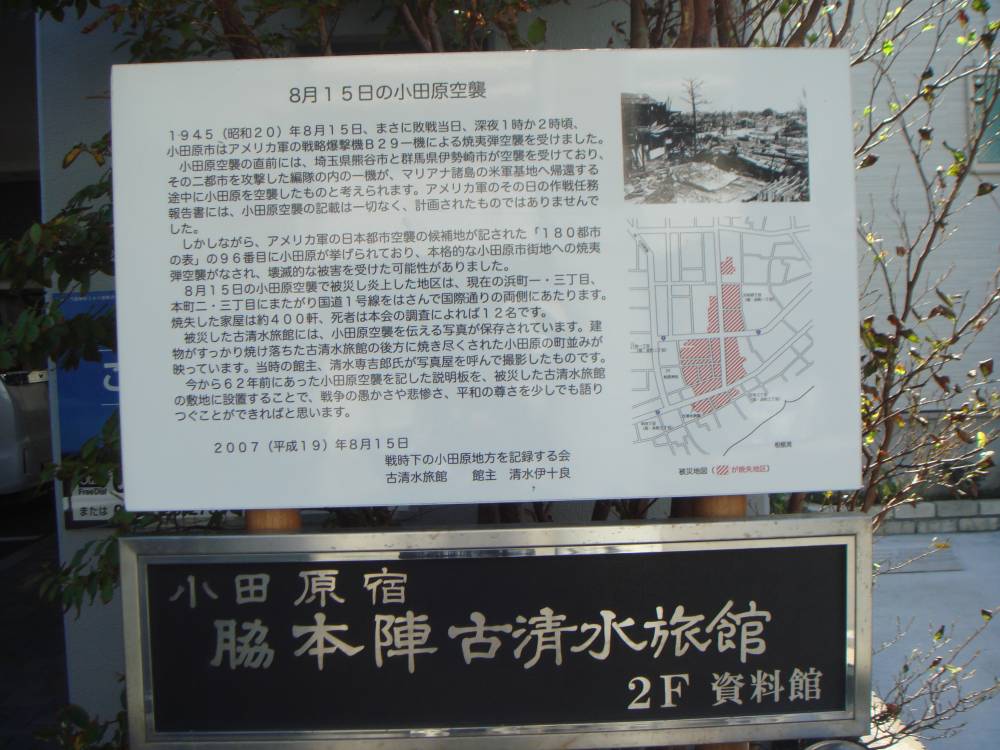 8月15日の小田原空襲
1945(昭和20)年8月15日、まさに敗戦当日、深夜1時か2時頃、
小田原市はアメリカ軍の戦略爆撃機B29一機による焼夷弾空襲を受けました。
小田原空襲の直前には、埼玉県熊谷市と群馬県伊勢崎市が空襲を受けており、
その二都市を攻撃した編隊の内の一機が、マリアナ諸島の米軍基地へ帰還する
途中に小田原を空襲したものと考えられます。アメリカ軍のその日の作戦任務
報告書には、小田原空襲の記載は一切なく、計画されたものではありませんで
した。
しかしながら、アメリカ軍の日本都市空襲の候補地が記された「180都市
の表」の96番目に小田原が挙げられており、本格的な小田原市街地への焼夷
弾空襲がなされ、壊滅的な被害を受けた可能性がありました。
8月15日の小田原空襲で被災し炎上した地区は、現在の浜町一・三丁目、
本町二・三丁目にまたがり国道1号線をはさんで国際通りの両側にあたります。
焼失した家屋は約400軒、死者は本会の調査によれば12名です。
被災した古清水旅館には、小田原空襲を伝える写真が保存されています。建
物がすっかり焼け落ちた古清水旅館の後方に焼き尽くされた小田原の町並みが
映っています。当時の館主、清水専吉郎氏が写真屋を呼んで撮影したものです。
今から62年前にあった小田原空襲を記した説明板を、被災した古清水旅館
の敷地に設置することで、戦争の愚かさや悲惨さ、平和の尊さを少しでも語り
つぐことができればと思います。
2007(平成19)年8月15日
戦時下の小田原地方を記録する会
古清水旅館 館主 清水伊十良
相模湾
被災地図(が焼失地区)
FreeDial
または
小田原宿
脇本陣古清水旅館
2F 資料館